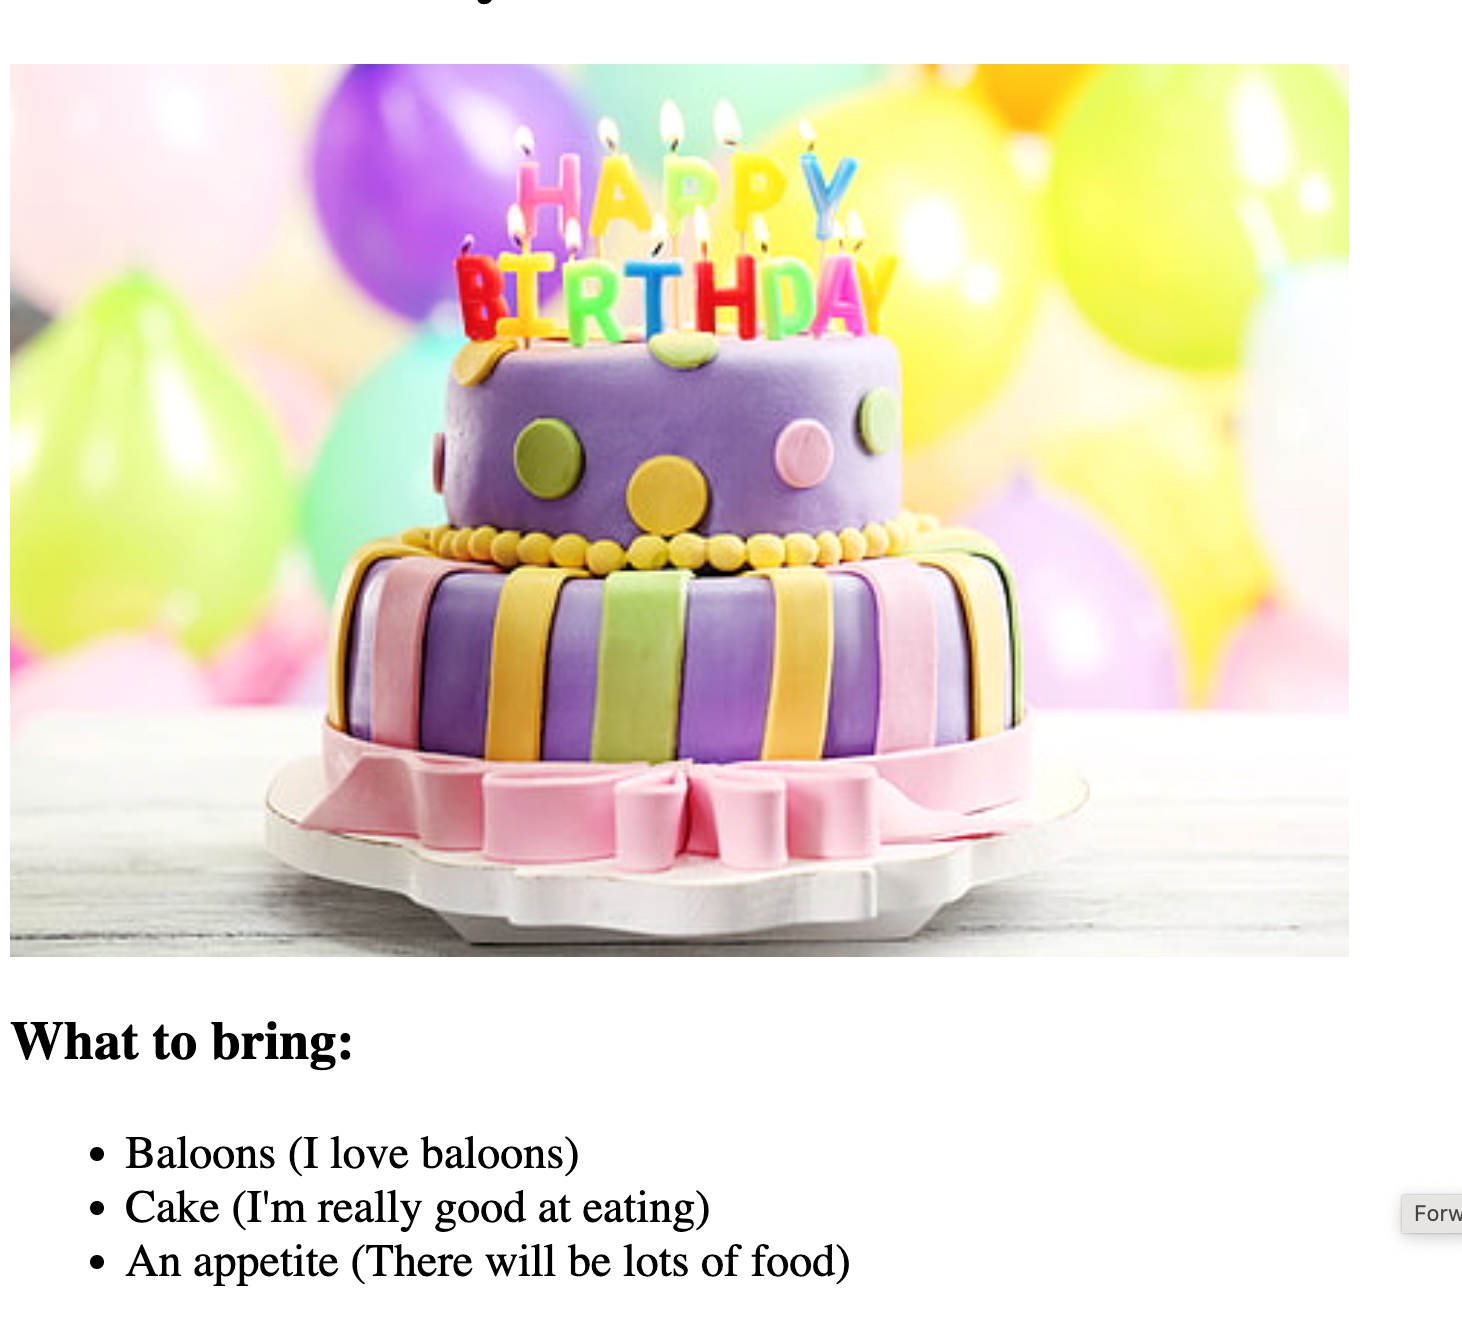 HAPPY
BIRTHDAY
What to bring:
• Baloons (I love baloons)
• Cake (I'm really good at eating)
• An appetite (There will be lots of food)